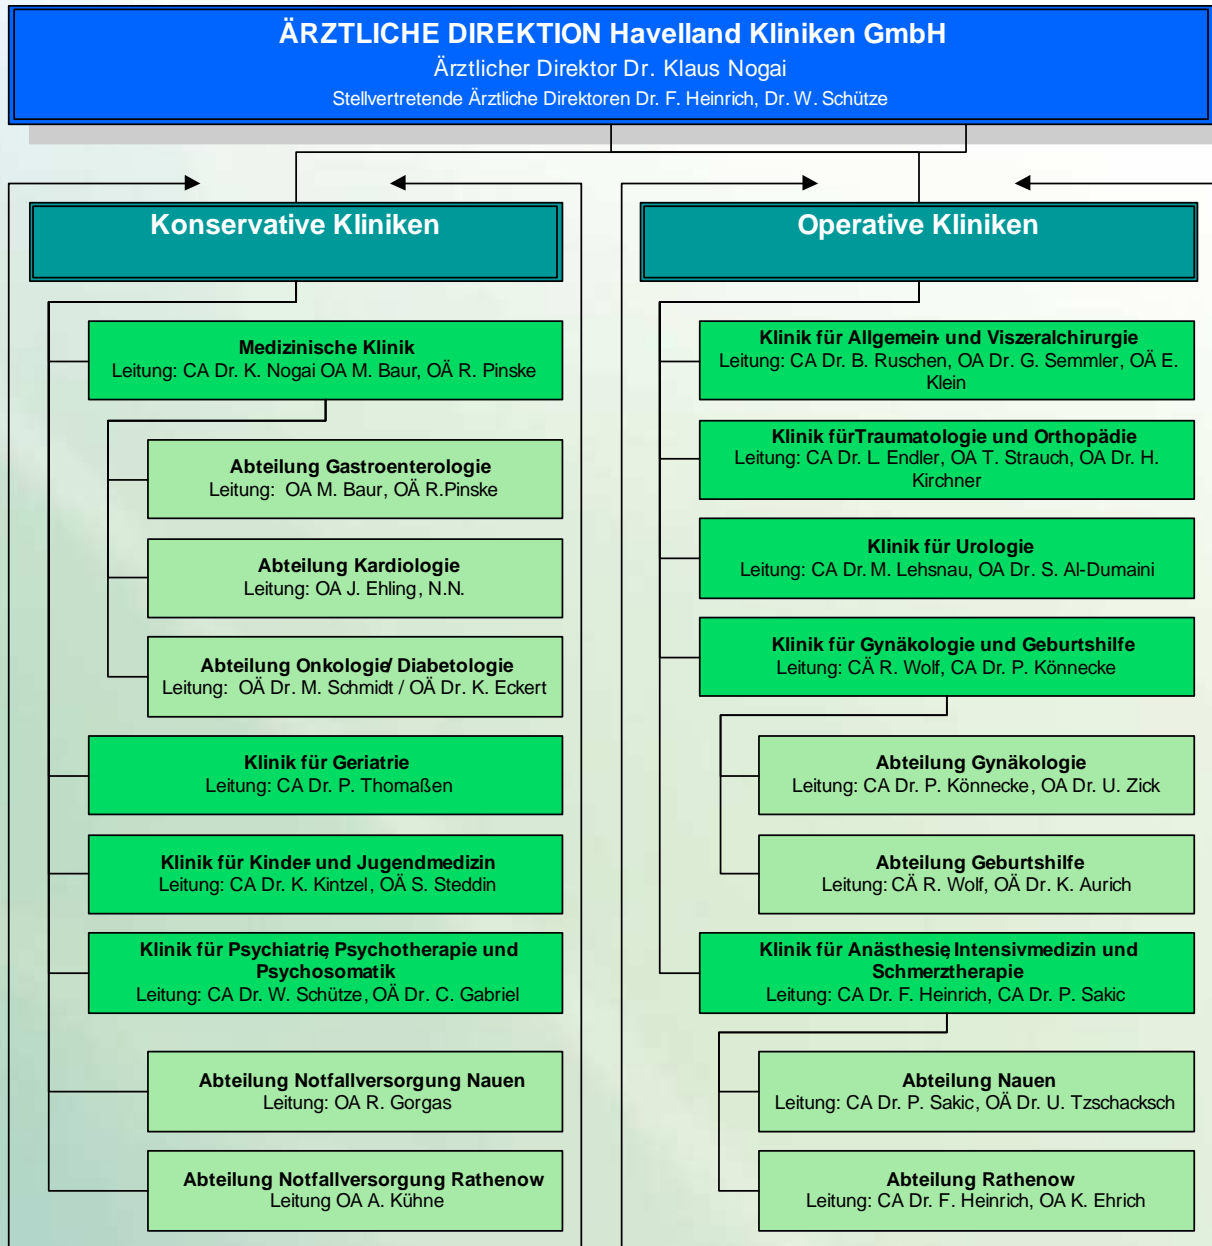 ÄRZTLICHE DIREKTION Havelland Kliniken GmbH
Ärztlicher Direktor Dr. Klaus Nogai
Stellvertretende Ärztliche Direktoren Dr. F. Heinrich, Dr. W. Schütze
Konservative Kliniken
Medizinische Klinik
Leitung: CA Dr. K. Nogai OA M. Baur, OÄ R. Pinske
Abteilung Gastroenterologie
Leitung: OA M. Baur, OÄ R.Pinske
Abteilung Kardiologie
Leitung: OA J. Ehling, N.N.
Abteilung Onkologie/ Diabetologie
Leitung: OÄ Dr. M. Schmidt / OÄ Dr. K. Eckert
Klinik für Geriatrie
Leitung: CA Dr. P. Thomaßen
Klinik für Kinder- und Jugendmedizin
Leitung: CA Dr. K. Kintzel, OÄ S. Steddin
Klinik für Psychiatrie, Psychotherapie und
Psychosomatik
Leitung: CA Dr. W. Schütze, OÄ Dr. C. Gabriel
Abteilung Notfallversorgung Nauen
Leitung: OA R. Gorgas
Abteilung Notfallversorgung Rathenow
Leitung OA A. Kühne
Operative Kliniken
Klinik für Allgemein- und Viszeralchirurgie
Leitung: CA Dr. B. Ruschen, OA Dr. G. Semmler, OÄ E.
Klein
Klinik für Traumatologie und Orthopädie
Leitung: CA Dr. L. Endler, OA T. Strauch, OA Dr. H.
Kirchner
Klinik für Urologie
Leitung: CA Dr. M. Lehsnau, OA Dr. S. Al-Dumaini
Klinik für Gynäkologie und Geburtshilfe
Leitung: CÄ R. Wolf, CA Dr. P. Könnecke
Abteilung Gynäkologie
Leitung: CA Dr. P. Könnecke, OA Dr. U. Zick
Abteilung Geburtshilfe
Leitung: CÄ R. Wolf, OÄ Dr. K. Aurich
Klinik für Anästhesie, Intensivmedizin und
Schmerztherapie
Leitung: CA Dr. F. Heinrich, CA Dr. P. Sakic
Abteilung Nauen
Leitung: CA Dr. P. Sakic, OÄ Dr. U. Tzschacksch
Abteilung Rathenow
Leitung: CA Dr. F. Heinrich, OA K. Ehrich